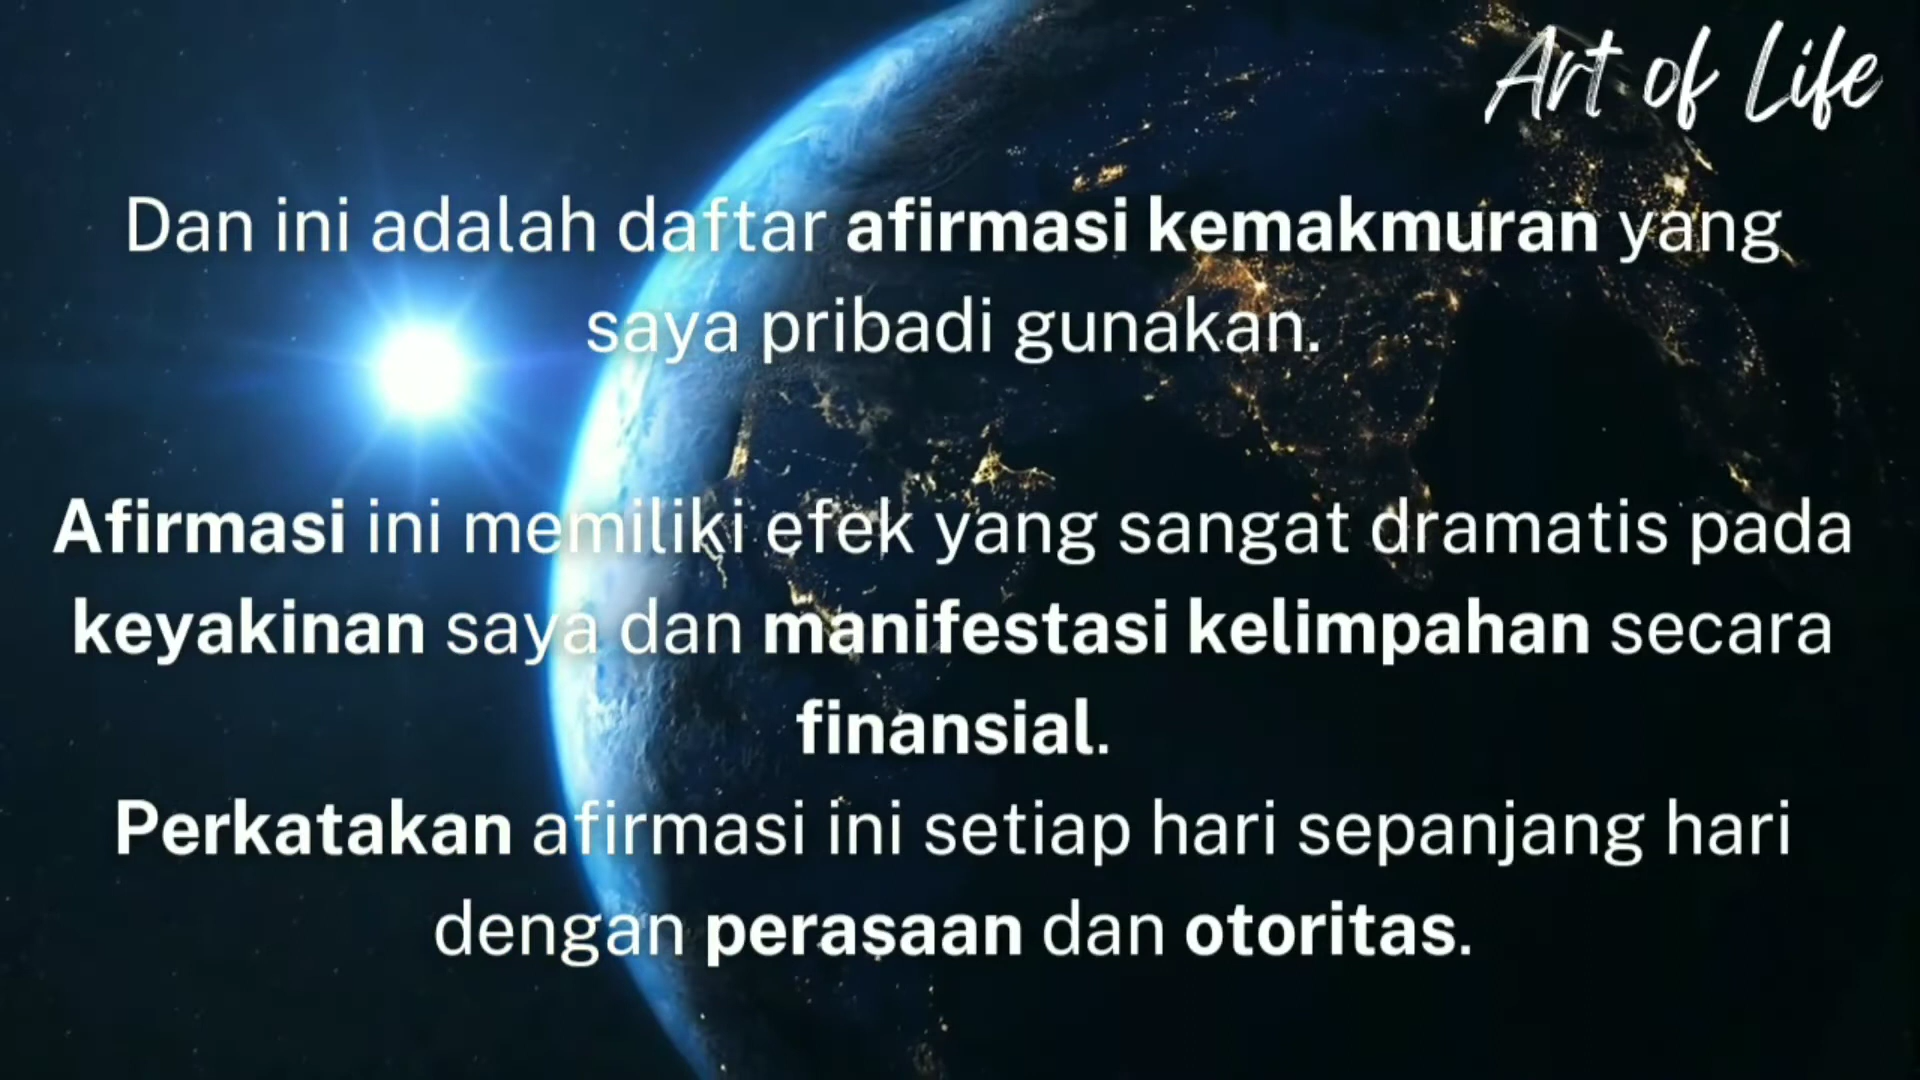 Art of Life
Dan ini adalah daftar afirmasi kemakmuran yang
saya pribadi gunakan.
Afirmasi ini memiliki efek yang sangat dramatis pada
keyakinan saya dan manifestasi kelimpahan secara
finansial.
Perkatakan afirmasi ini setiap hari sepanjang hari
dengan perasaan dan otoritas.